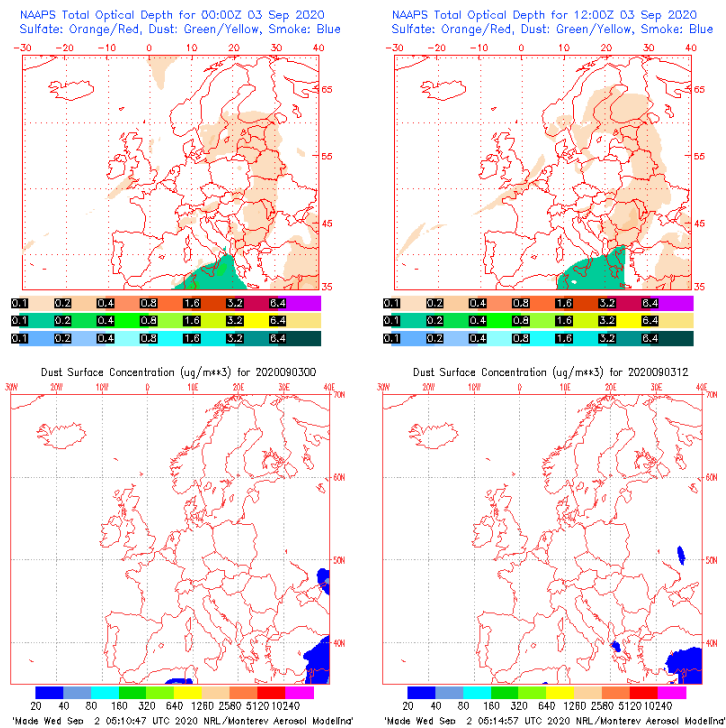 NAAPS Total Optical Depth for 00:00Z 03 Sep 2020
Sulfate: Orange/Red, Dust: Green/Yellow, Smoke: Blue
-30 -20 -10 0 10 20 30 40
65
55
45
35
0.1 0.2 0.4 0.8 1.6 3.2 6.4
0.1 0.2 0.4 0.8 1.6 3.2 6.4
0.1 0.2 0.4 0.8 1.6 3.2 6.4
NAAPS Total Optical Depth for 12:00Z 03 Sep 2020
Sulfate: Orange/Red, Dust: Green/Yellow, Smoke: Blue
-30 -20 -10 0 10 20 30 40
65
55
45
35
0.1 0.2 0.4 0.8 1.6 3.2 6.4
0.1 0.2 0.4 0.8 1.6 3.2 6.4
0.1 0.2 0.4 0.8 1.6 3.2 6.4
Dust Surface Concentration (ug/m**3) for 2020090300
30W 20W 10W 0 10E 20E 30E 40E
70N
60N
50N
40N
20 40 80 160 320 640 1280 2580 5120 10240
'Made Wed Sep 2 05:10:47 UTC 2020 NRL/Monterey Aerosol Modeling'
Dust Surface Concentration (ug/m**3) for 2020090312
30W 20W 10W 0 10E 20E 30E 40E
70N
60N
50N
40N
20 40 80 160 320 640 1280 2580 5120 10240
'Made Wed Sep 2 05:14:57 UTC 2020 NRL/Monterey Aerosol Modeling'